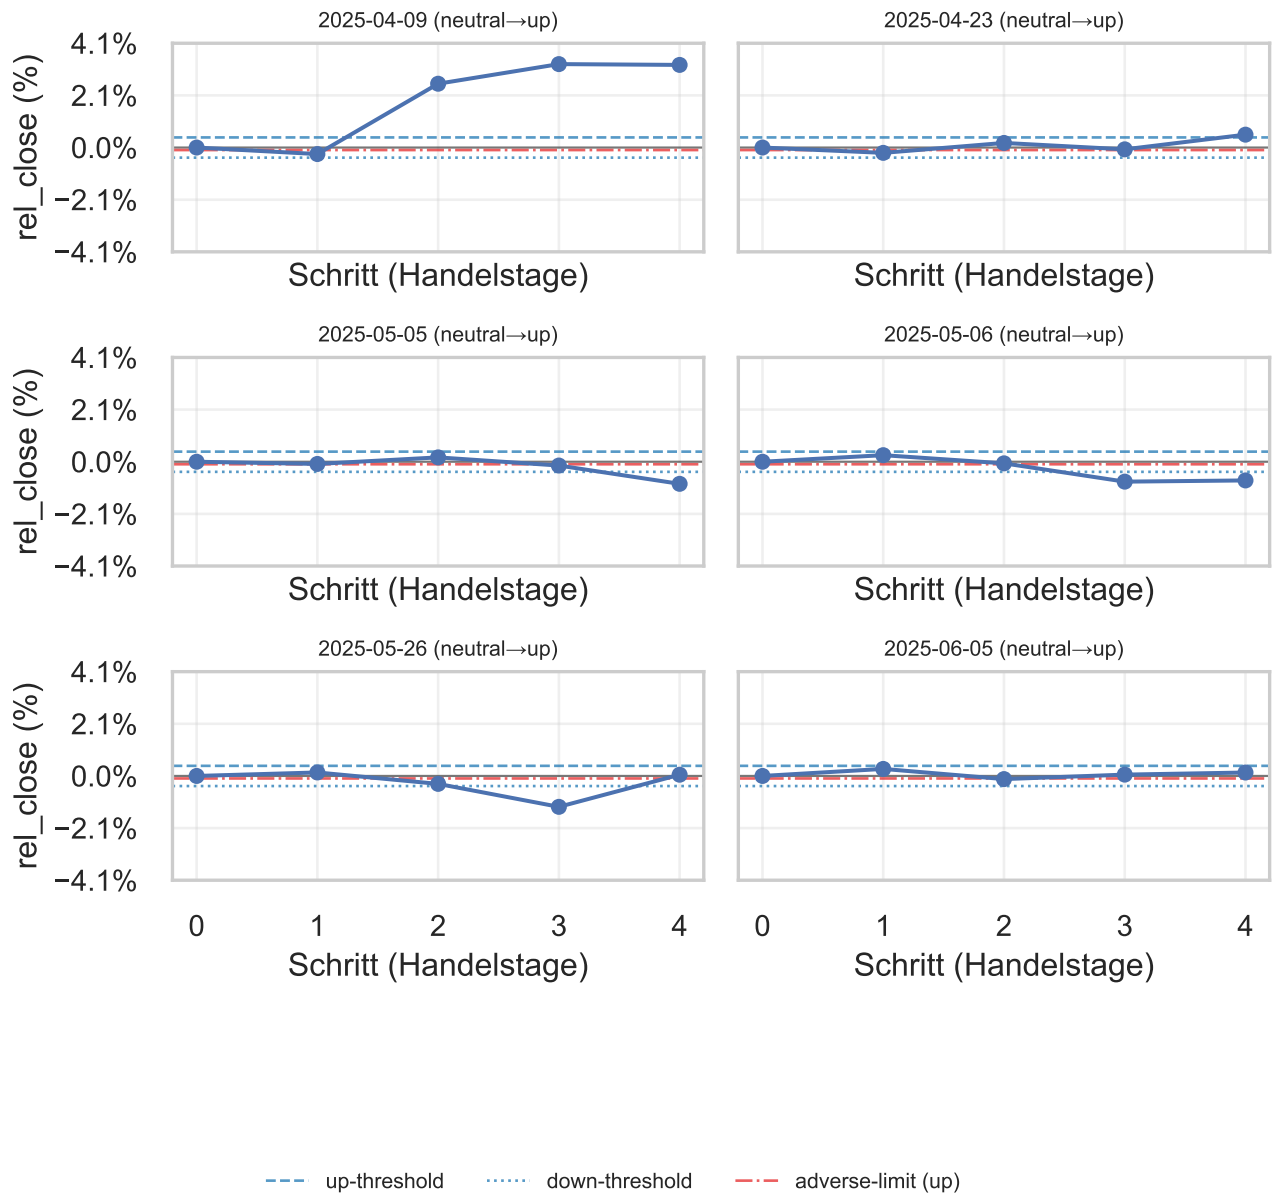 2025-04-09 (neutral→up)
2025-04-23 (neutral→up)
4.1%
2.1%
0.0%
−2.1%
−4.1%
rel_close (%)
Schritt (Handelstage)
Schritt (Handelstage)
2025-05-05 (neutral→up)
2025-05-06 (neutral→up)
4.1%
2.1%
0.0%
−2.1%
−4.1%
rel_close (%)
Schritt (Handelstage)
Schritt (Handelstage)
2025-05-26 (neutral→up)
2025-06-05 (neutral→up)
4.1%
2.1%
0.0%
−2.1%
−4.1%
rel_close (%)
0 1 2 3 4
0 1 2 3 4
Schritt (Handelstage)
Schritt (Handelstage)
up-threshold
down-threshold
adverse-limit (up)